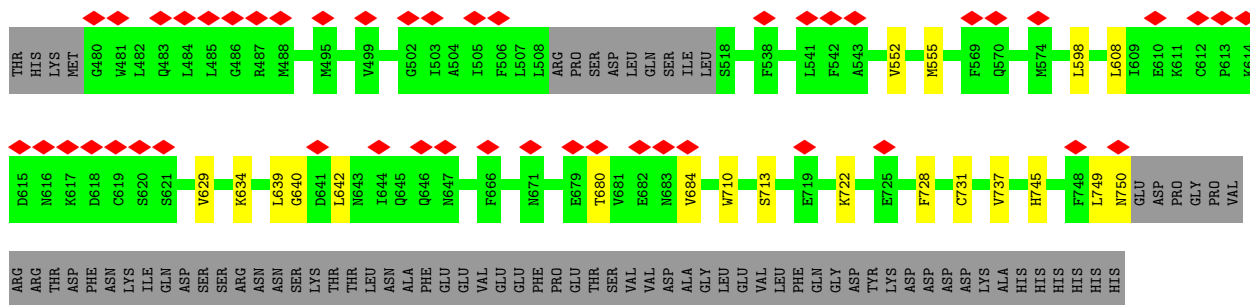 THR HIS LYS MET G480 W481 L482 Q483 L484 L485 G486 R487 M488 M495 V499 G502 I503 A504 I505 F506 L507 L508 ARG PRO SER ASP LEU GLN SER ILE LEU S518 F538 L541 F542 A543 V552 M555 F569 Q570 M574 L598 L608 I609 E610 K611 C612 P613 K614
D615 N616 K617 D618 C619 S620 S621 V629 K634 L639 G640 D641 L642 N643 I644 Q645 Q646 N647 F666 N671 E679 T680 V681 E682 N683 V684 W710 S713 E719 K722 E725 F728 C731 V737 H745 F748 L749 N750 GLU ASP PRO GLY PRO VAL
ARG ARG THR ASP PHE ASN LYS ILE GLN ASP SER SER ARG ASN ASN SER LYS THR THR LEU ASN ALA PHE GLU GLU VAL GLU GLU PHE PRO GLU THR SER VAL VAL ASP ALA GLY LEU GLU VAL LEU PHE GLN GLY ASP TYR LYS ASP ASP ASP ASP LYS ALA HIS HIS HIS HIS HIS HIS